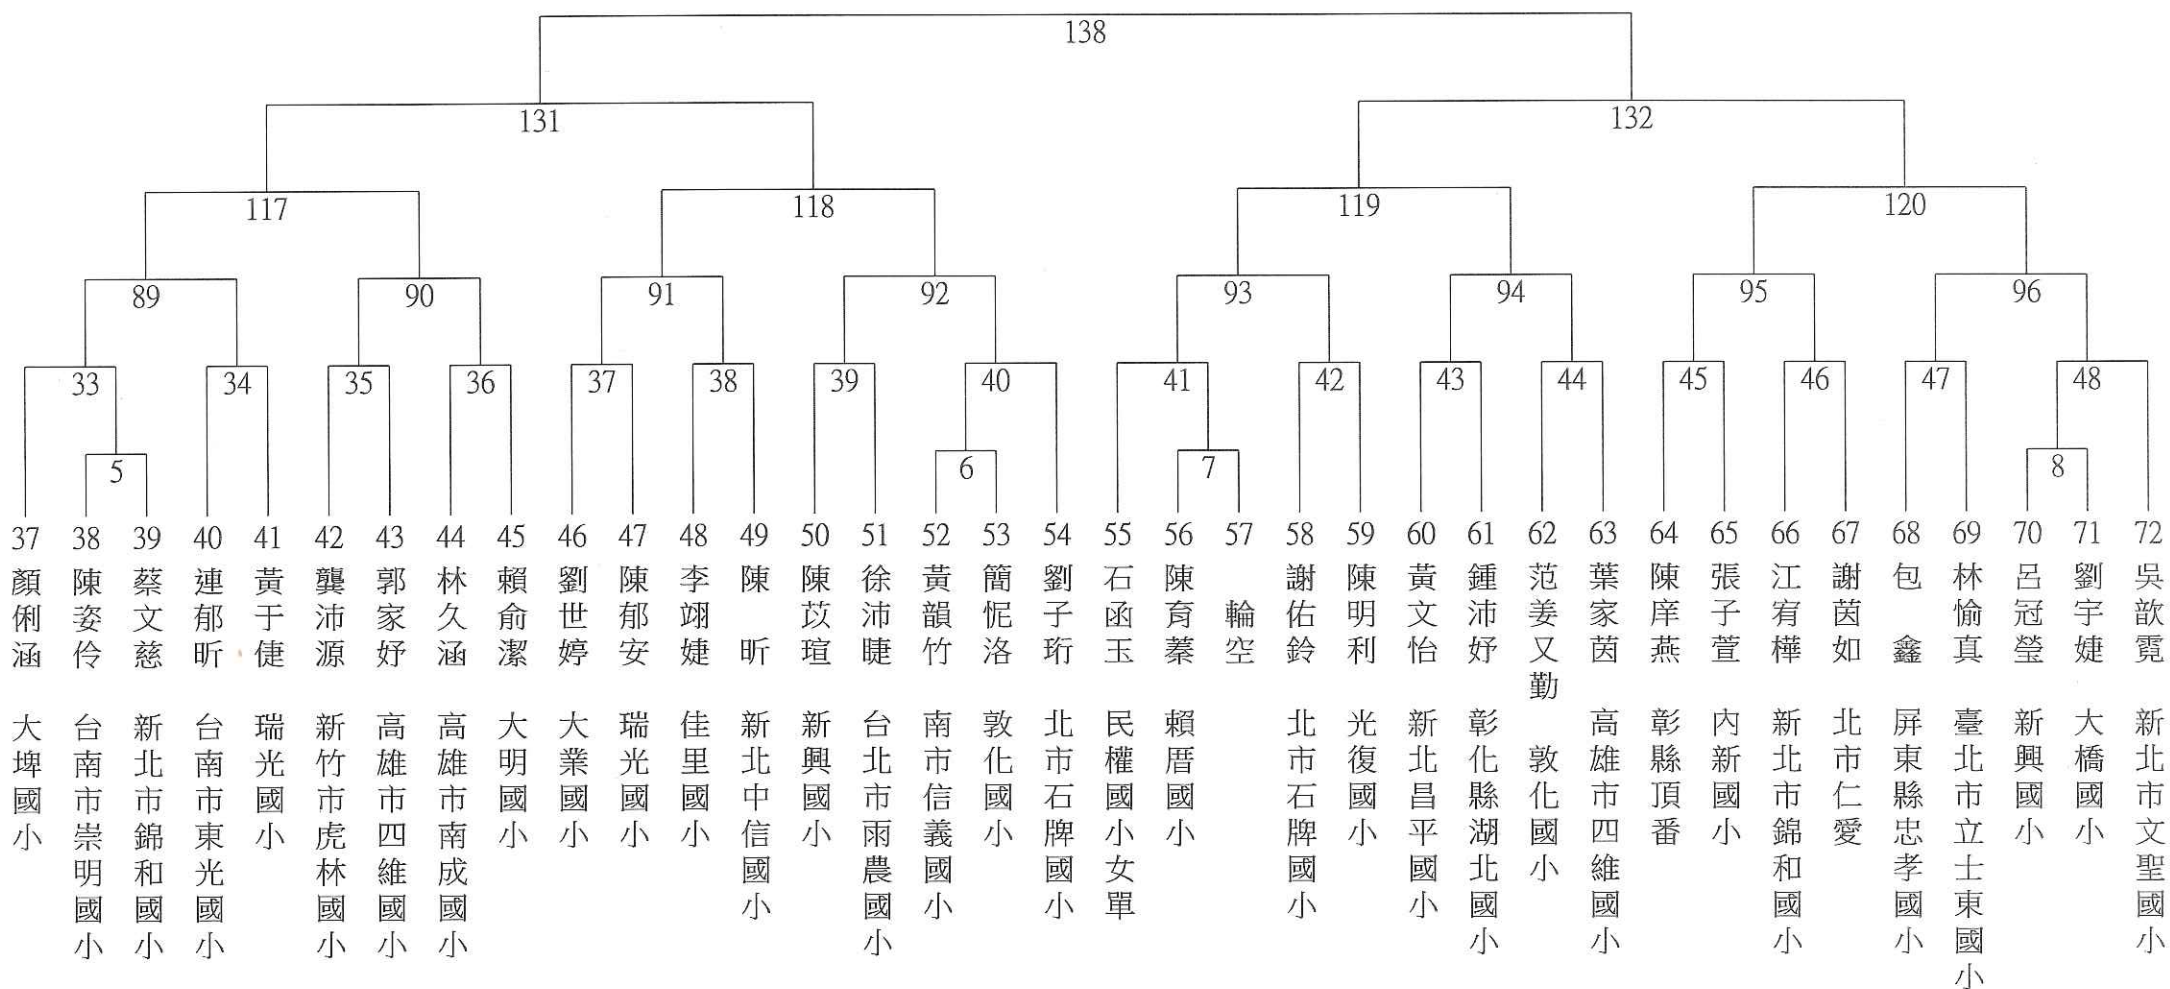 138
131
132
117
118
119
120
89
90
91
92
93
94
95
96
33
34
35
36
37
38
39
40
41
42
43
44
45
46
47
48
5
6
7
8
37 顏俐涵 大埤國小
38 陳姿伶 台南市崇明國小
39 蔡文慈 新北市錦和國小
40 連郁昕 台南市東光國小
41 黃于倢 瑞光國小
42 龔沛源 新竹市虎林國小
43 郭家妤 高雄市四維國小
44 林久涵 高雄市南成國小
45 賴俞潔 大明國小
46 劉世婷 大業國小
47 陳郁安 瑞光國小
48 李翊婕 佳里國小
49 陳昕 新北中信國小
50 陳苡瑄 新興國小
51 徐沛睫 台北市雨農國小
52 黃韻竹 南市信義國小
53 簡怩洛 敦化國小
54 劉子珩 北市石牌國小
55 石函玉 民權國小女單
56 陳育蓁 賴厝國小
57 輪空
58 謝佑鈴 北市石牌國小
59 陳明利 光復國小
60 黃文怡 新北昌平國小
61 鍾沛妤 彰化縣湖北國小
62 范姜又勤 敦化國小
63 葉家茵 高雄市四維國小
64 陳庠燕 彰縣頂番
65 張子萱 內新國小
66 江宥樺 新北市錦和國小
67 謝茵如 北市仁愛
68 包鑫 屏東縣忠孝國小
69 林愉真 臺北市立士東國小
70 呂冠瑩 新興國小
71 劉宇婕 大橋國小
72 吳歆霓 新北市文聖國小